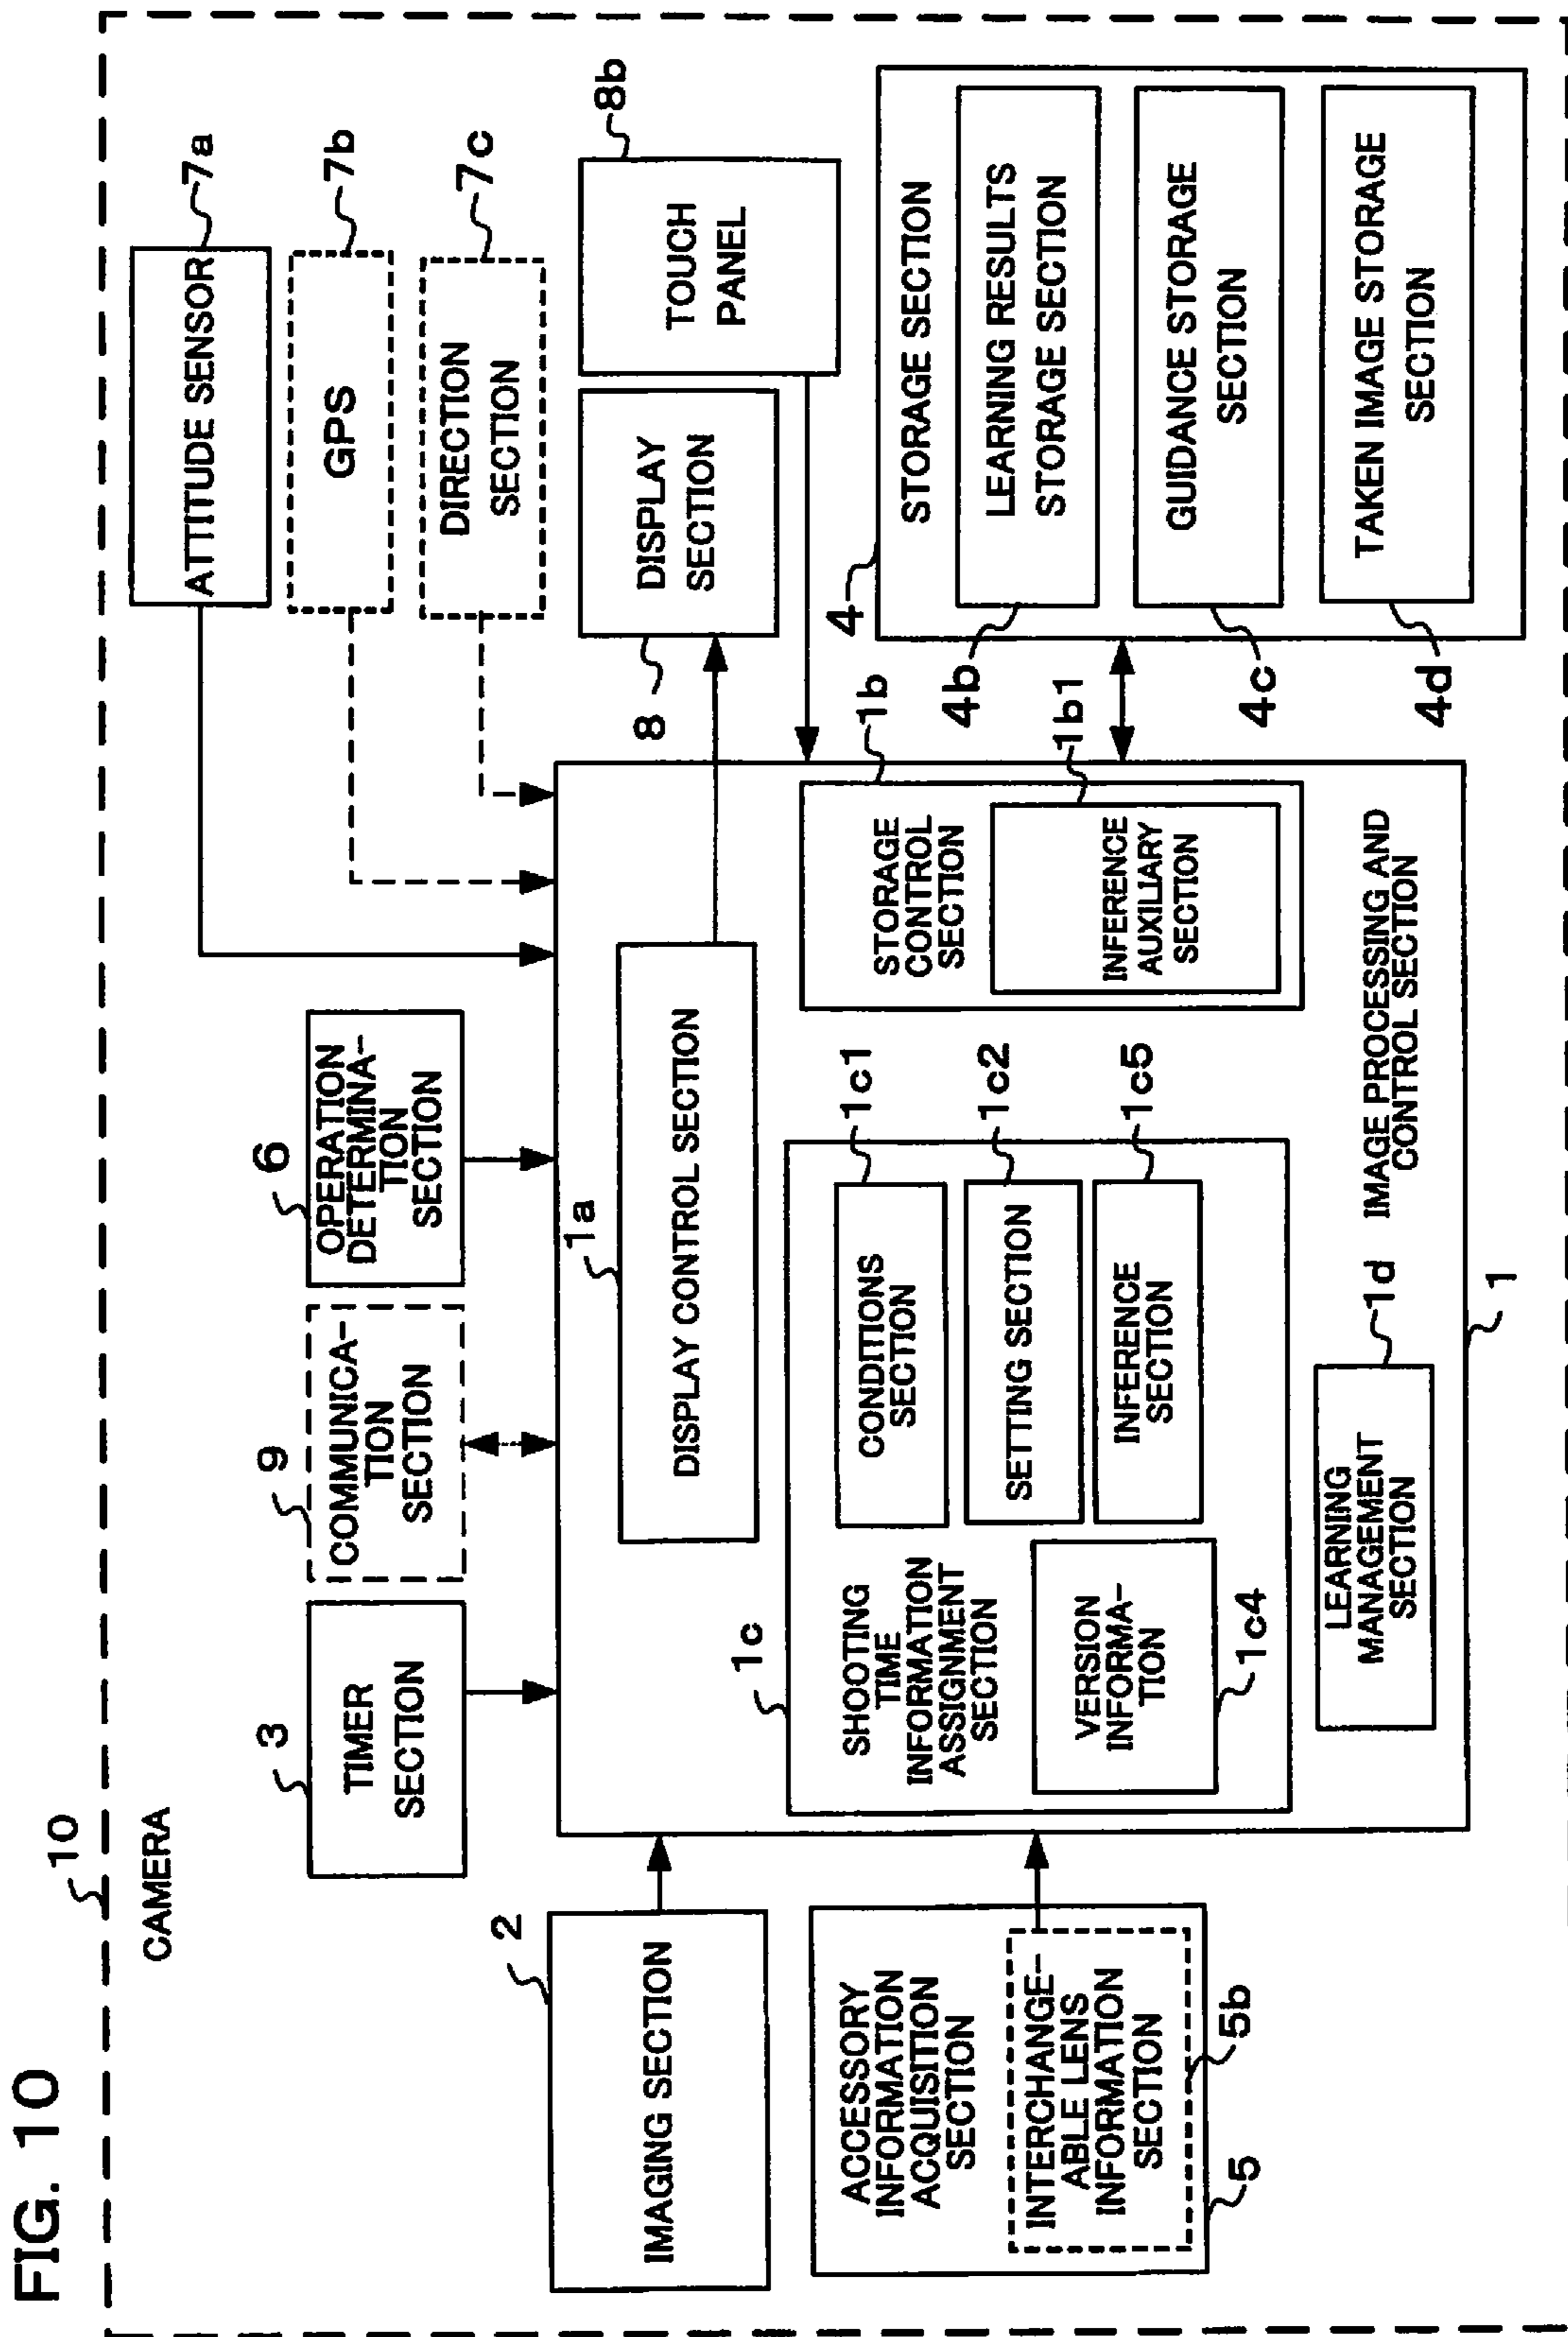 FIG. 10
10
CAMERA
3
TIMER
SECTION
9
COMMUNICA-
TION
SECTION
6
OPERATION
DETERMINA-
TION
SECTION
ATTITUDE SENSOR
7a
GPS
7b
DIRECTION
SECTION
7c
2
IMAGING SECTION
ACCESSORY
INFORMATION
ACQUISITION
SECTION
INTERCHANGE-
ABLE LENS
INFORMATION
SECTION
5b
5
1a
DISPLAY CONTROL SECTION
1c
SHOOTING
TIME
INFORMATION
ASSIGNMENT
SECTION
VERSION
INFORMA-
TION
1c4
CONDITIONS
SECTION
1c1
SETTING SECTION
1c2
INFERENCE
SECTION
1c5
LEARNING
MANAGEMENT
SECTION
1d
IMAGE PROCESSING AND
CONTROL SECTION
1
STORAGE
CONTROL
SECTION
1b
INFERENCE
AUXILIARY
SECTION
1b1
8
DISPLAY
SECTION
TOUCH
PANEL
8b
4
STORAGE SECTION
4b
LEARNING RESULTS
STORAGE SECTION
4c
GUIDANCE STORAGE
SECTION
4d
TAKEN IMAGE STORAGE
SECTION